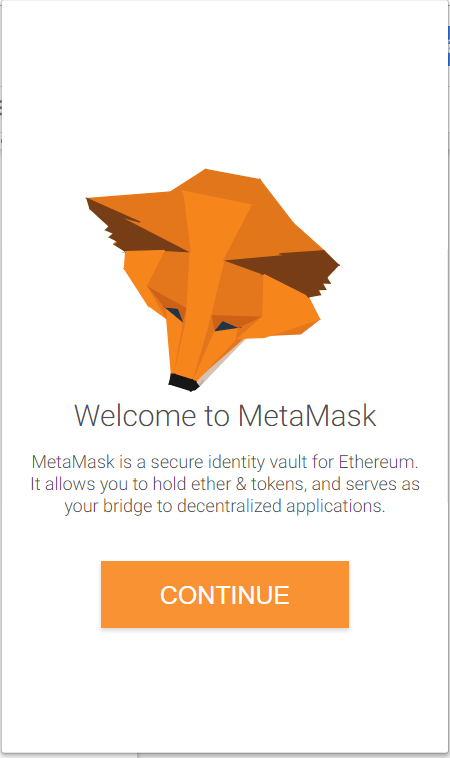 Welcome to MetaMask
MetaMask is a secure identity vault for Ethereum.
It allows you to hold ether & tokens, and serves as
your bridge to decentralized applications.
CONTINUE